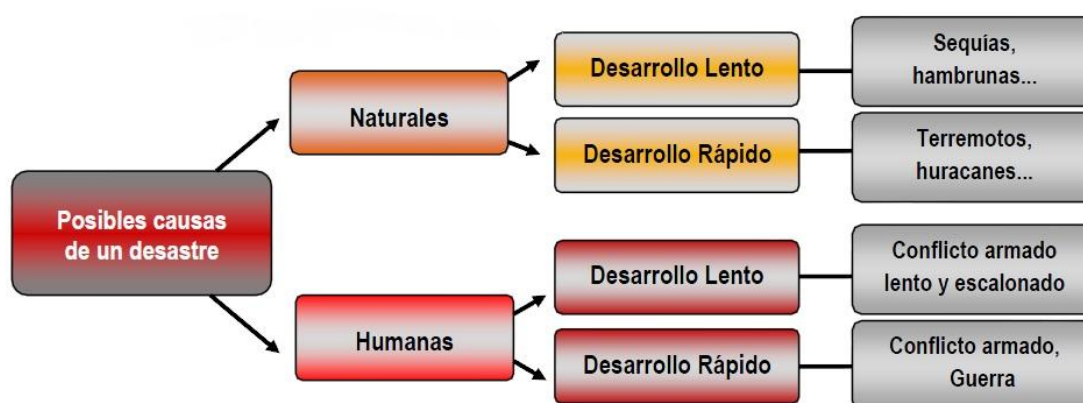 Posibles causas
de un desastre
Naturales
Desarrollo Lento
Sequías,
hambrunas...
Desarrollo Rápido
Terremotos,
huracanes...
Humanas
Desarrollo Lento
Conflicto armado
lento y escalonado
Desarrollo Rápido
Conflicto armado,
Guerra